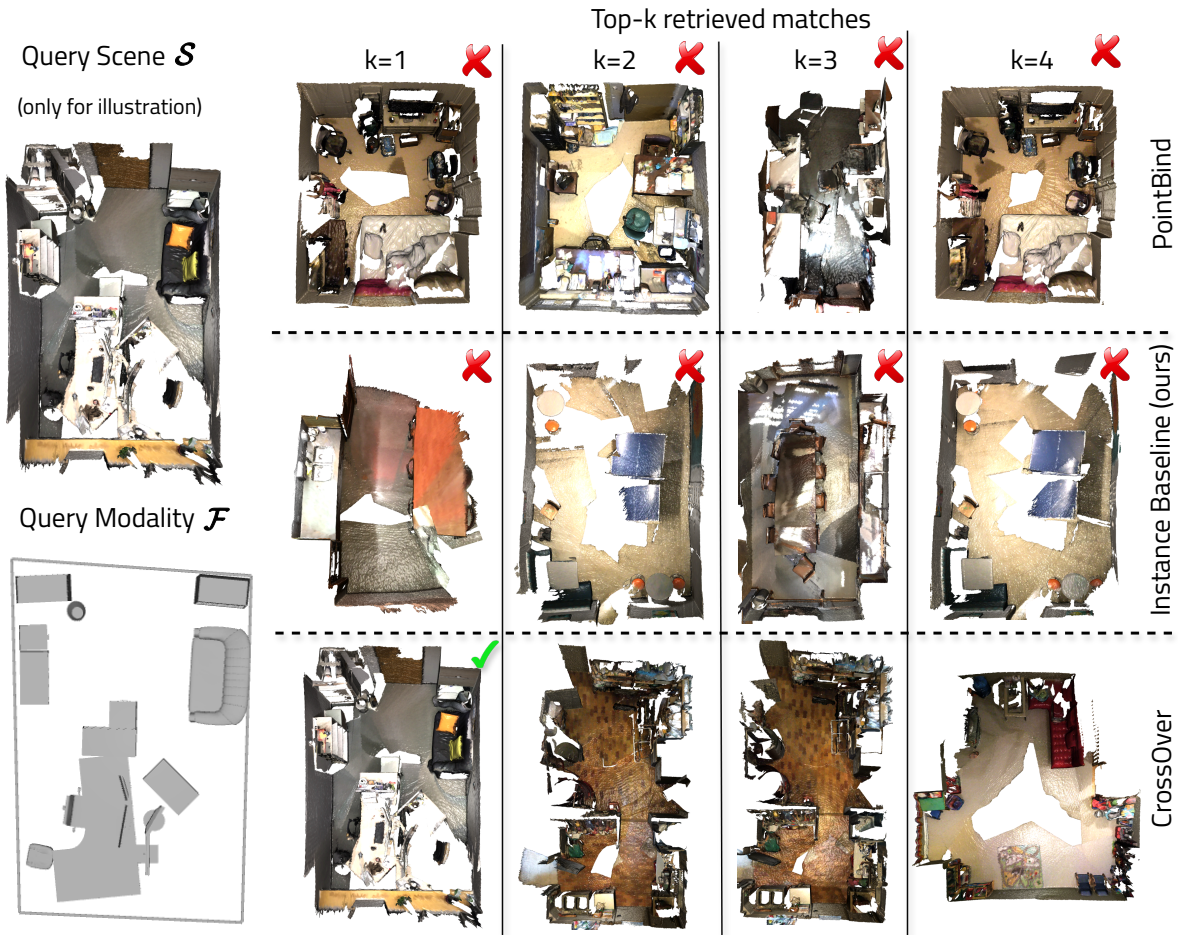 Top-k retrieved matches
Query Scene 𝓢
(only for illustration)
k=1
k=2
k=3
k=4
PointBind
Instance Baseline (ours)
Query Modality 𝓕
CrossOver